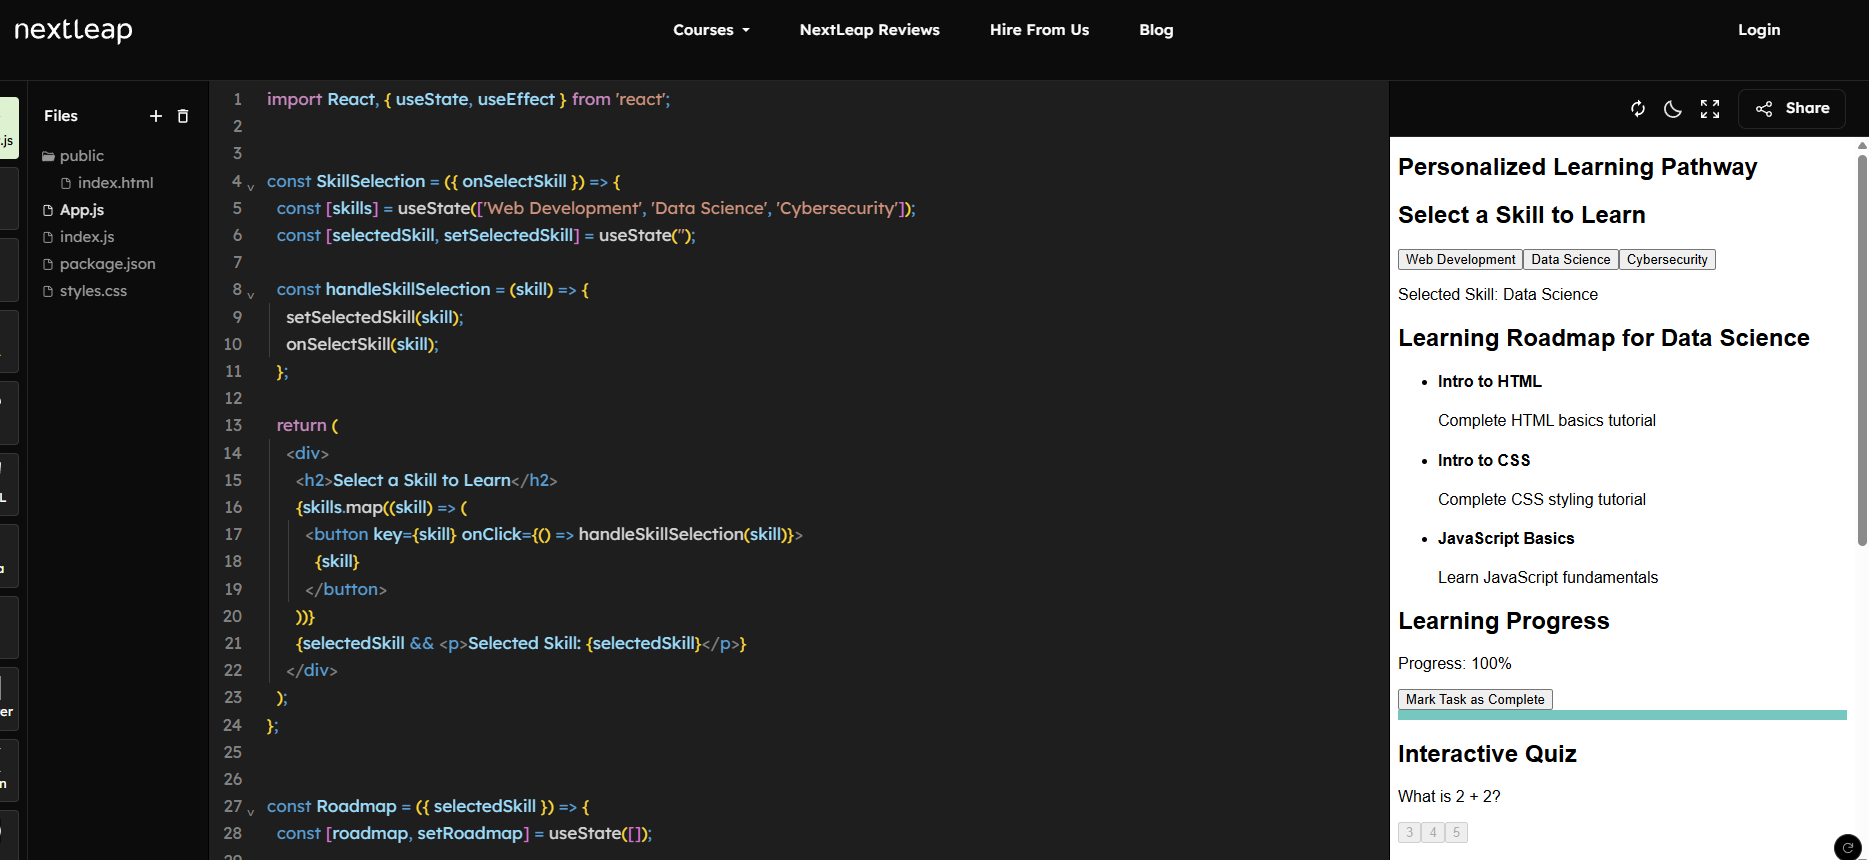 nextleap
Courses
NextLeap Reviews
Hire From Us
Blog
Login
.js
L
a
er
n
Files
public
index.html
App.js
index.js
package.json
styles.css
1 import React, { useState, useEffect } from 'react';
2
3
4 const SkillSelection = ({ onSelectSkill }) => {
5 const [skills] = useState(['Web Development', 'Data Science', 'Cybersecurity']);
6 const [selectedSkill, setSelectedSkill] = useState('');
7
8 const handleSkillSelection = (skill) => {
9 setSelectedSkill(skill);
10 onSelectSkill(skill);
11 };
12
13 return (
14 <div>
15 <h2>Select a Skill to Learn</h2>
16 {skills.map((skill) => (
17 <button key={skill} onClick={() => handleSkillSelection(skill)}>
18 {skill}
19 </button>
20 ))}
21 {selectedSkill && <p>Selected Skill: {selectedSkill}</p>}
22 </div>
23 );
24 };
25
26
27 const Roadmap = ({ selectedSkill }) => {
28 const [roadmap, setRoadmap] = useState([]);
Share
Personalized Learning Pathway
Select a Skill to Learn
Web Development Data Science Cybersecurity
Selected Skill: Data Science
Learning Roadmap for Data Science
• Intro to HTML
Complete HTML basics tutorial
• Intro to CSS
Complete CSS styling tutorial
• JavaScript Basics
Learn JavaScript fundamentals
Learning Progress
Progress: 100%
Mark Task as Complete
Interactive Quiz
What is 2 + 2?
3 4 5